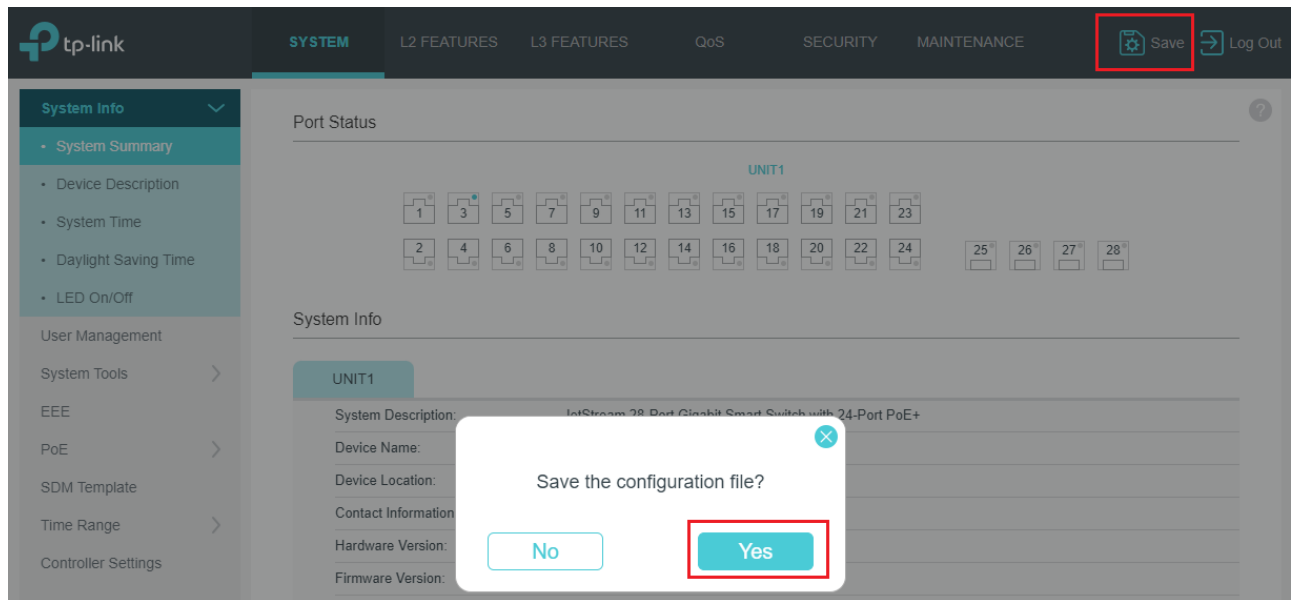 tp-link
SYSTEM L2 FEATURES L3 FEATURES QoS SECURITY MAINTENANCE Save Log Out
System Info
• System Summary
• Device Description
• System Time
• Daylight Saving Time
• LED On/Off
User Management
System Tools
EEE
PoE
SDM Template
Time Range
Controller Settings
?
Port Status
UNIT1
1 3 5 7 9 11 13 15 17 19 21 23
2 4 6 8 10 12 14 16 18 20 22 24 25 26 27 28
System Info
UNIT1
System Description: JetStream 28-Port Gigabit Smart Switch with 24-Port PoE+
Device Name:
Device Location:
Contact Information
Hardware Version:
Firmware Version:
Save the configuration file?
No Yes